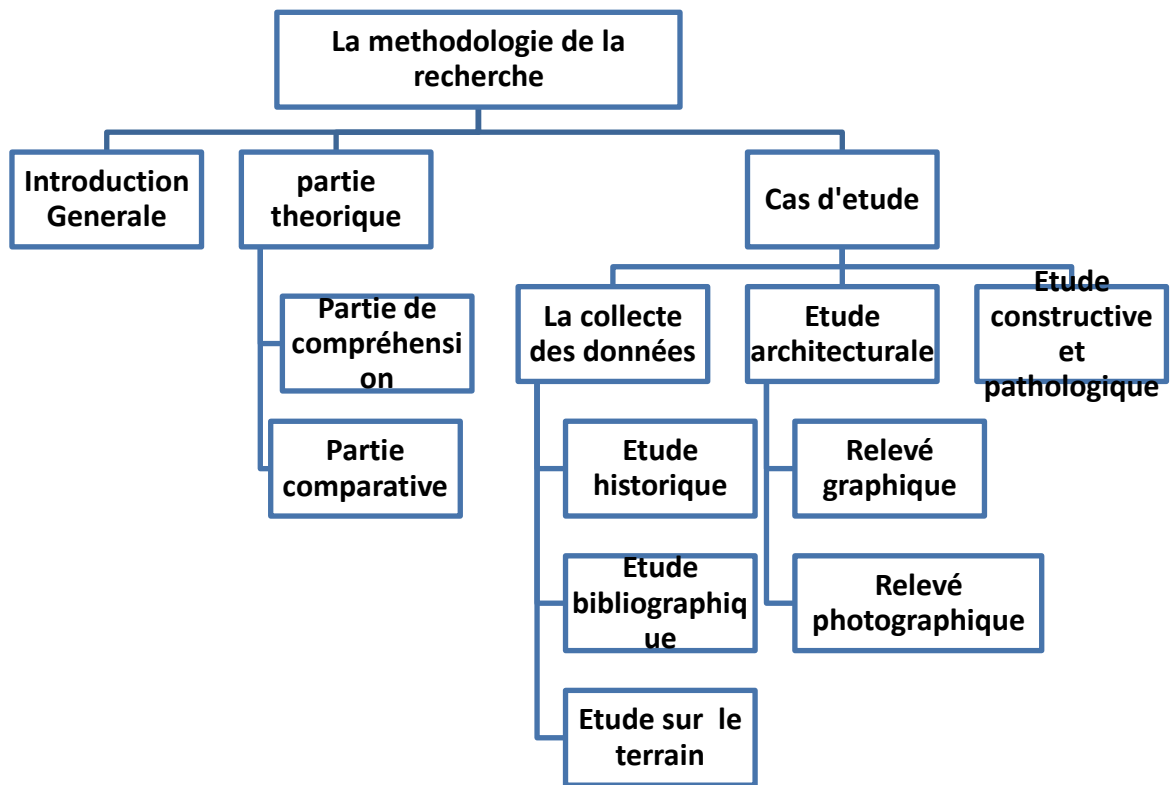 La methodologie de la
recherche
Introduction
Generale
partie
theorique
Cas d'etude
Partie de
compréhensi
on
Partie
comparative
La collecte
des données
Etude
architecturale
Etude
constructive
et
pathologique
Etude
historique
Etude
bibliographiq
ue
Etude sur  le
terrain
Relevé
graphique
Relevé
photographique